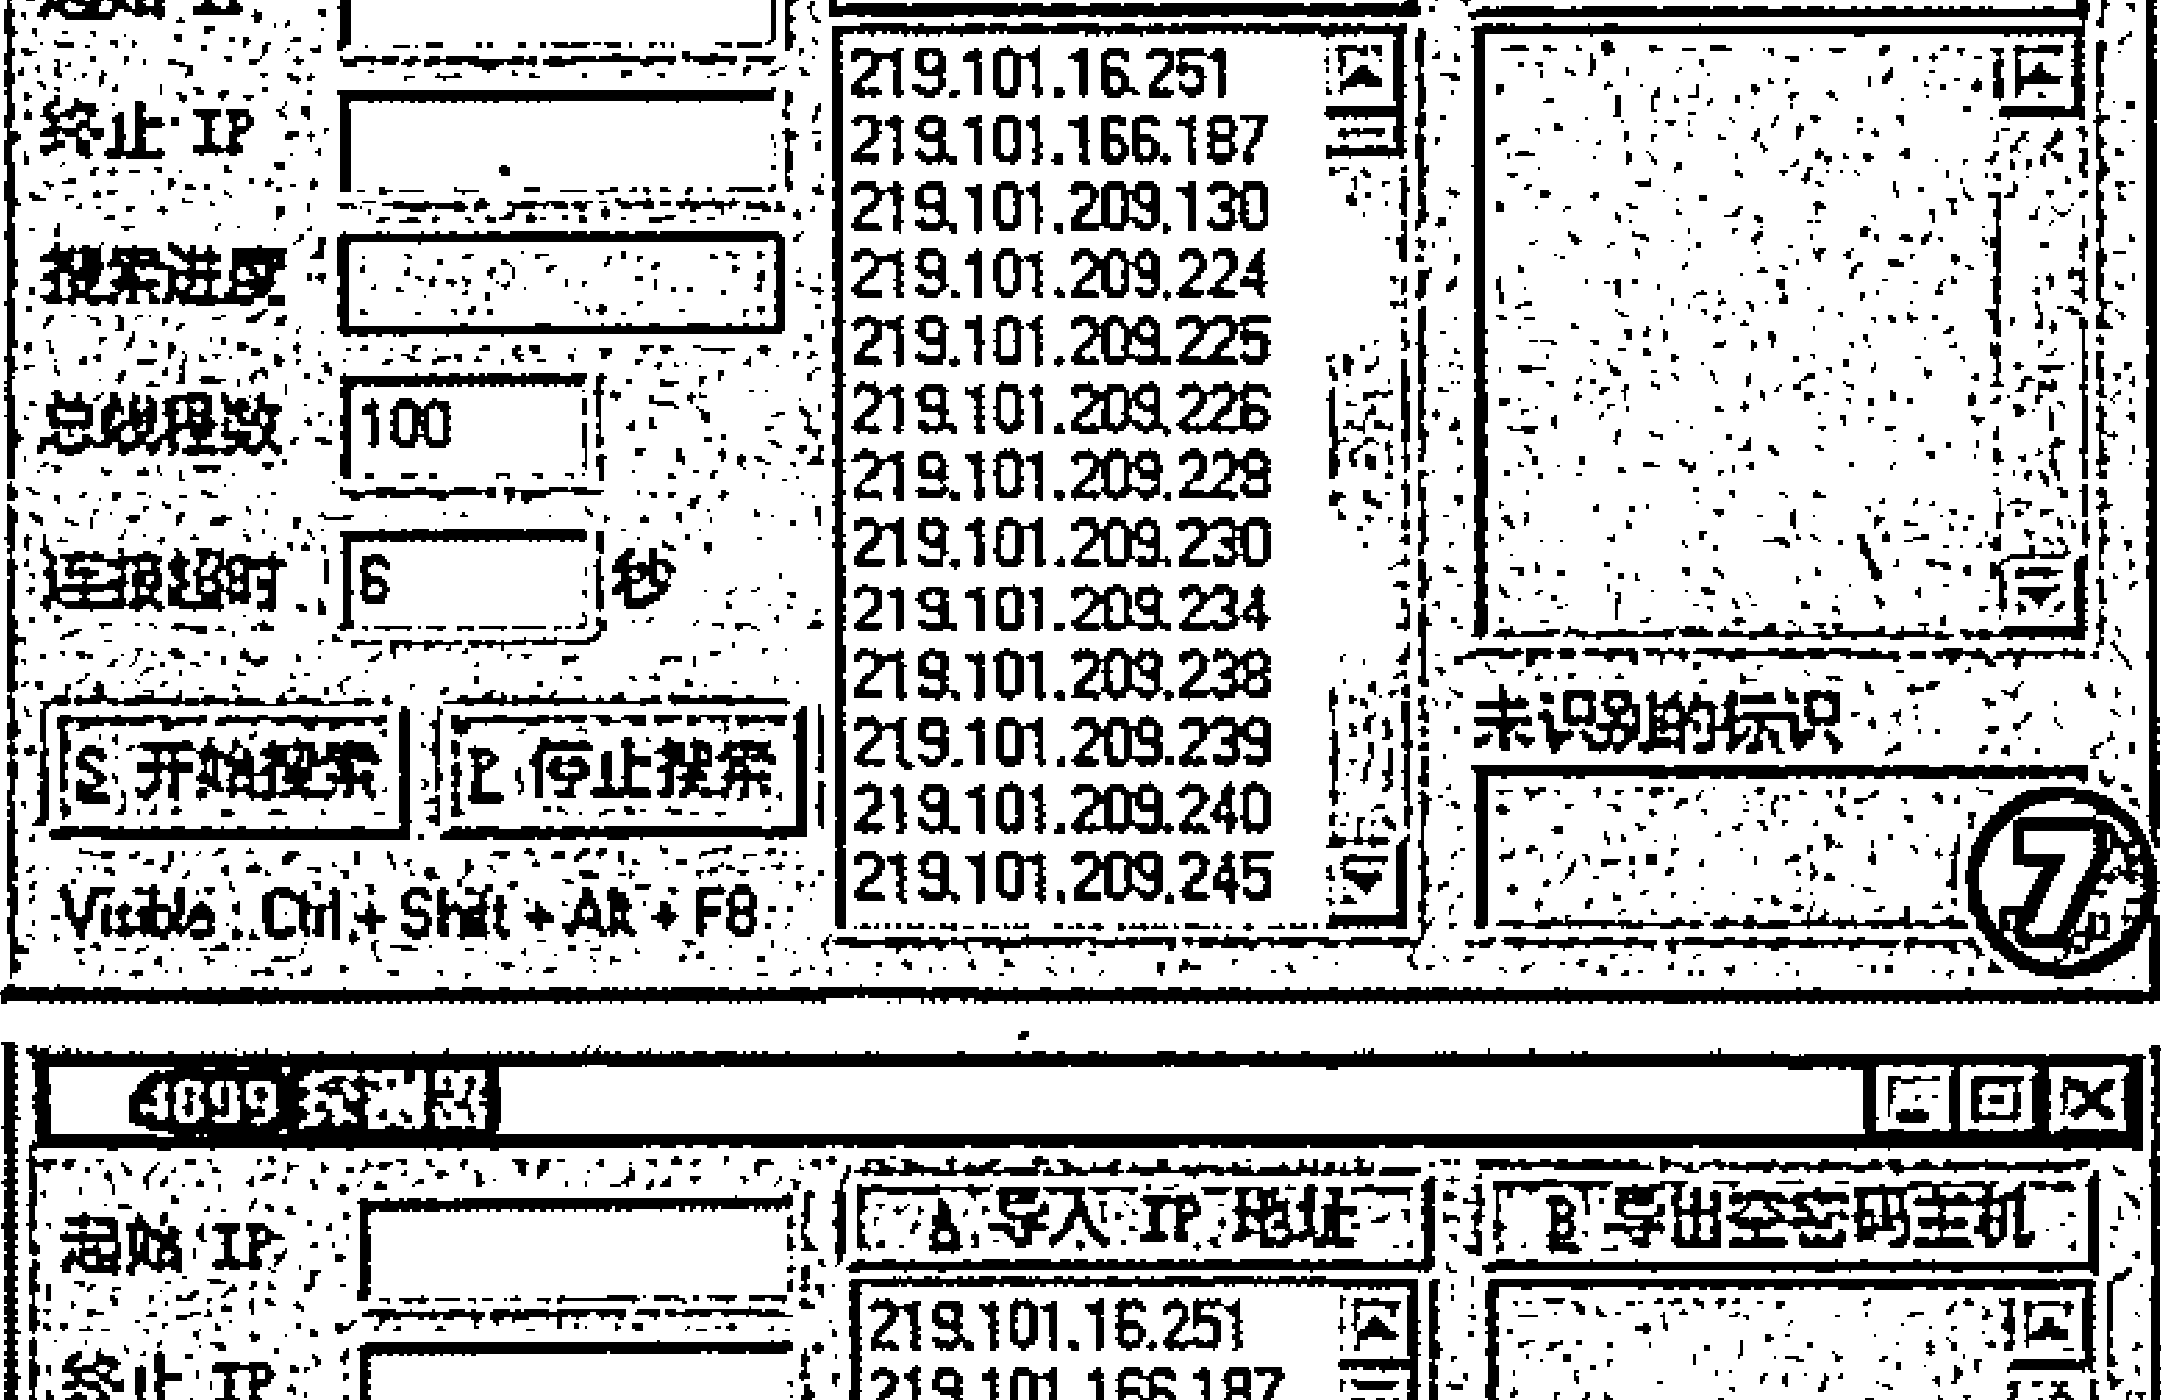 起始 IP
终止 IP
搜索进度
总线程数 100
连接超时 6 秒
S 开始搜索 P 停止搜索
Visible : Ctrl + Shift + Alt + F8
219.101.16.251
219.101.166.187
219.101.209.130
219.101.209.224
219.101.209.225
219.101.209.226
219.101.209.228
219.101.209.230
219.101.209.234
219.101.209.238
219.101.209.239
219.101.209.240
219.101.209.245
未识别的标识
7
起始 IP
终止 IP
A 导入 IP 地址
219.101.16.251
219.101.166.187
B 导出空密码主机